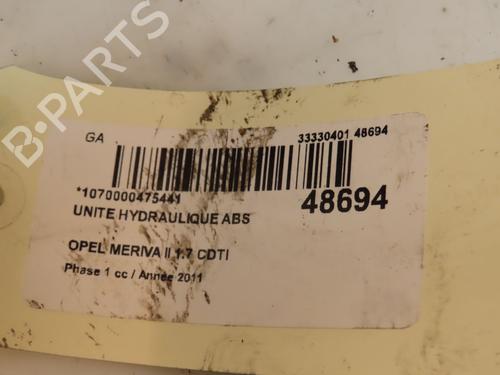 B-PARTS
GA
33330401 48694
*1070000475441
48694
UNITE HYDRAULIQUE ABS
OPEL MERIVA II 1.7 CDTI
Phase 1 cc / Année 2011